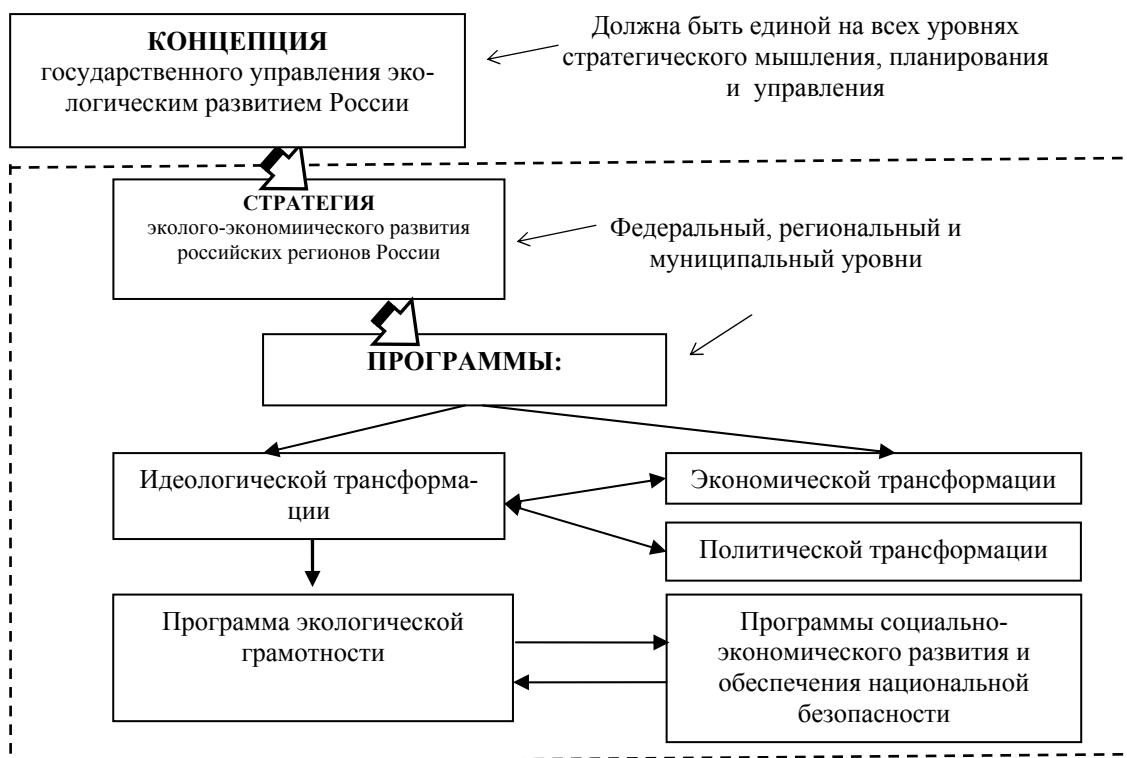 КОНЦЕПЦИЯ
государственного управления эко-
логическим развитием России
Должна быть единой на всех уровнях
стратегического мышления, планирования
и управления
СТРАТЕГИЯ
эколого-экономиического развития
российских регионов России
Федеральный, региональный и
муниципальный уровни
ПРОГРАММЫ:
Идеологической трансформа-
ции
Экономической трансформации
Политической трансформации
Программа экологической
грамотности
Программы социально-
экономического развития и
обеспечения национальной
безопасности